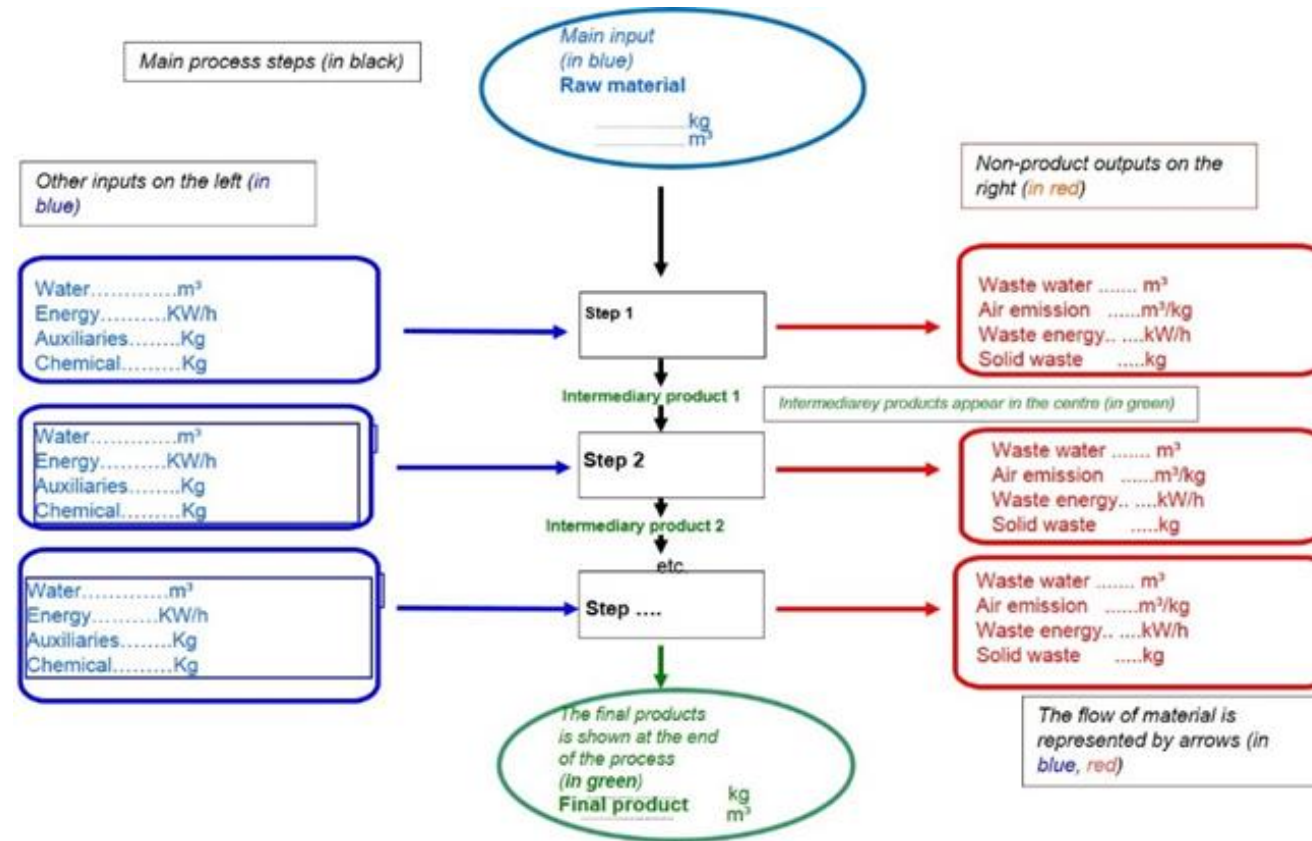 Main process steps (in black)
Main input
(in blue)
Raw material
...............kg
...............m³
Other inputs on the left (in
blue)
Non-product outputs on the
right (in red)
Water.............m³
Energy..........KW/h
Auxiliaries........Kg
Chemical.........Kg
Step 1
Waste water ....... m³
Air emission ......m³/kg
Waste energy.. ....kW/h
Solid waste .....kg
Intermediary product 1
Intermediarey products appear in the centre (in green)
Water.............m³
Energy..........KW/h
Auxiliaries........Kg
Chemical.........Kg
Step 2
Waste water ....... m³
Air emission ......m³/kg
Waste energy.. ....kW/h
Solid waste .....kg
Intermediary product 2
etc.
Water.............m³
Energy..........KW/h
Auxiliaries........Kg
Chemical.........Kg
Step ....
Waste water ....... m³
Air emission ......m³/kg
Waste energy.. ....kW/h
Solid waste .....kg
The final products
is shown at the end
of the process
(in green)
Final product kg
............... m³
The flow of material is
represented by arrows (in
blue, red)